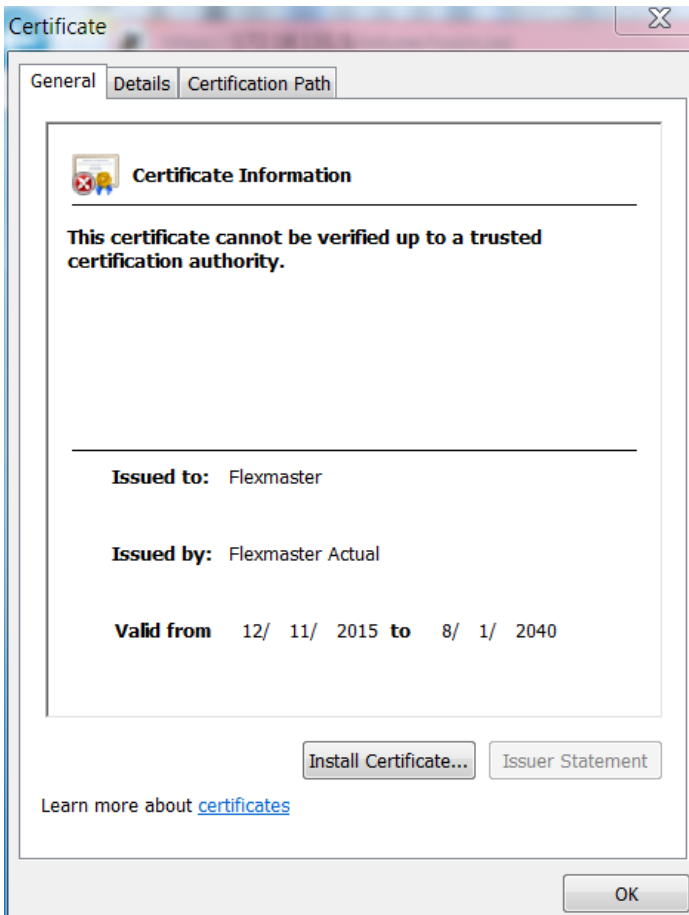 Certificate
General Details Certification Path
Certificate Information
This certificate cannot be verified up to a trusted
certification authority.
Issued to: Flexmaster
Issued by: Flexmaster Actual
Valid from 12/ 11/ 2015 to 8/ 1/ 2040
Install Certificate... Issuer Statement
Learn more about certificates
OK